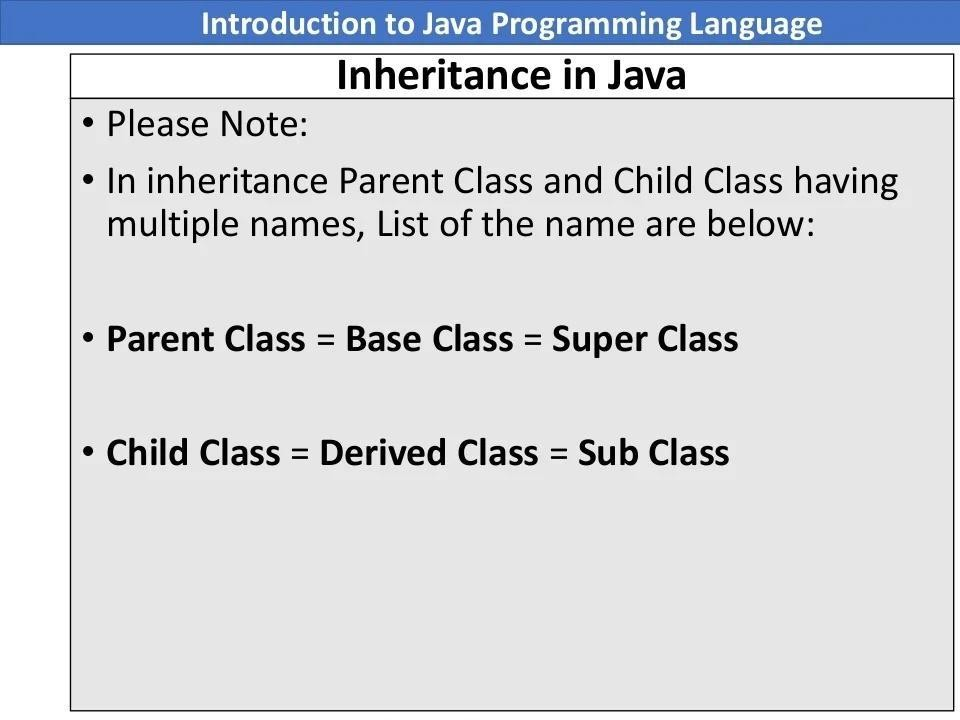 Introduction to Java Programming Language
Inheritance in Java
• Please Note:
• In inheritance Parent Class and Child Class having
multiple names, List of the name are below:
• Parent Class = Base Class = Super Class
• Child Class = Derived Class = Sub Class